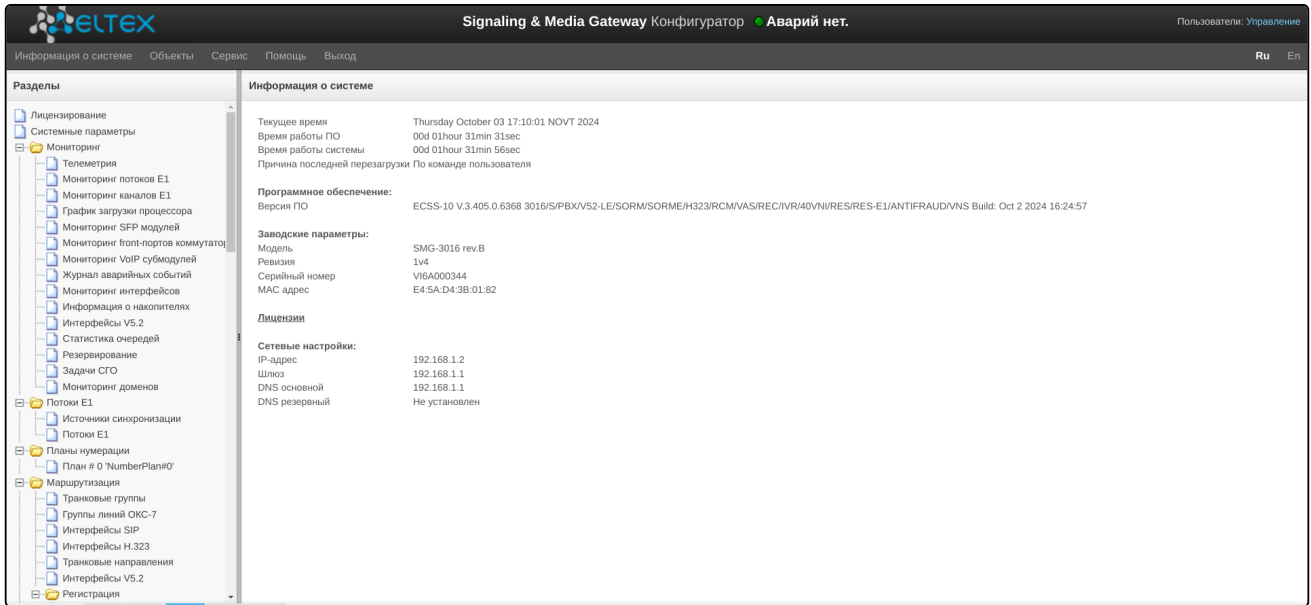 ELTEX
Signaling & Media Gateway Конфигуратор Аварий нет.
Пользователи: Управление
Информация о системе Объекты Сервис Помощь Выход
Ru En
Разделы
Лицензирование
Системные параметры
Мониторинг
Телеметрия
Мониторинг потоков E1
Мониторинг каналов E1
График загрузки процессора
Мониторинг SFP модулей
Мониторинг front-портов коммутатор
Мониторинг VoIP субмодулей
Журнал аварийных событий
Мониторинг интерфейсов
Информация о накопителях
Интерфейсы V5.2
Статистика очередей
Резервирование
Задачи СГО
Мониторинг доменов
Потоки E1
Источники синхронизации
Потоки E1
Планы нумерации
План # 0 'NumberPlan#0'
Маршрутизация
Транковые группы
Группы линий ОКС-7
Интерфейсы SIP
Интерфейсы H.323
Транковые направления
Интерфейсы V5.2
Регистрация
Информация о системе
Текущее время Thursday October 03 17:10:01 NOVT 2024
Время работы ПО 00d 01hour 31min 31sec
Время работы системы 00d 01hour 31min 56sec
Причина последней перезагрузки По команде пользователя
Программное обеспечение:
Версия ПО ECSS-10 V.3.405.0.6368 3016/S/PBX/V52-LE/SORM/SORME/H323/RCM/VAS/REC/IVR/40VNI/RES/RES-E1/ANTIFRAUD/VNS Build: Oct 2 2024 16:24:57
Заводские параметры:
Модель SMG-3016 rev.B
Ревизия 1v4
Серийный номер VI6A000344
MAC адрес E4:5A:D4:3B:01:82
Лицензии
Сетевые настройки:
IP-адрес 192.168.1.2
Шлюз 192.168.1.1
DNS основной 192.168.1.1
DNS резервный Не установлен